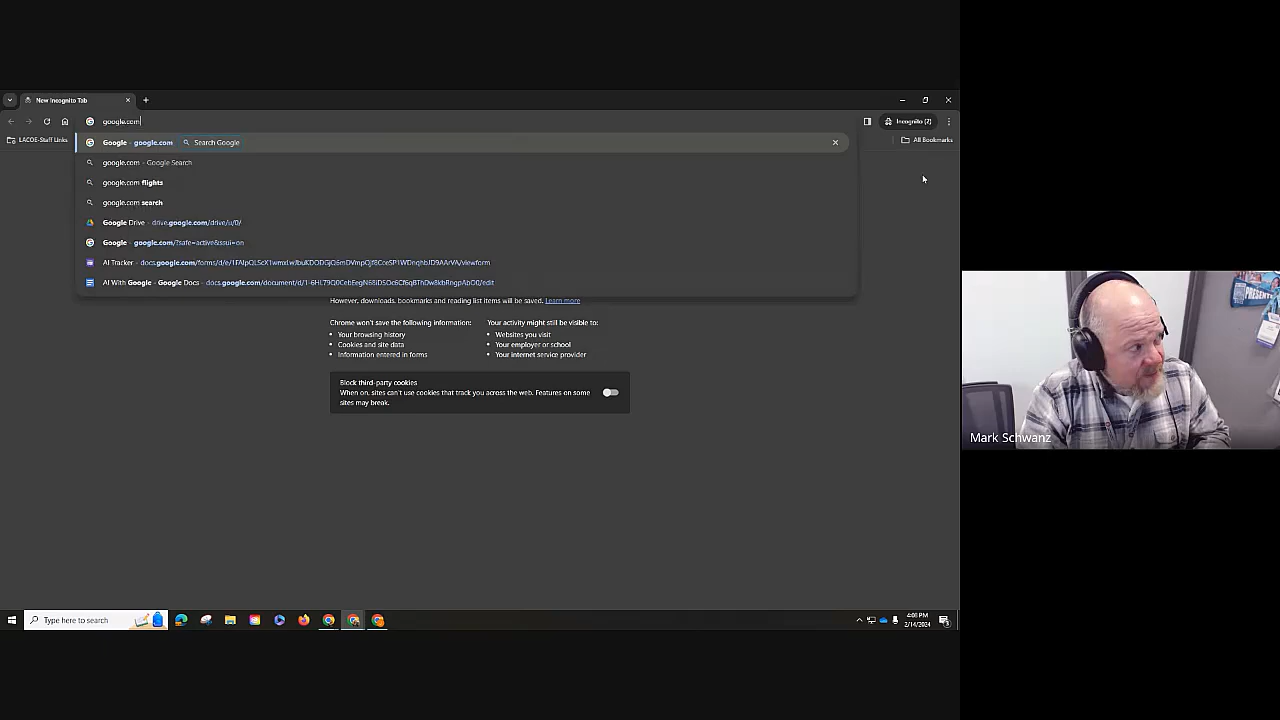 New Incognito Tab
google.com
Incognito (2)
LACOE-Staff Links
Google - google.com Search Google
All Bookmarks
google.com - Google Search
google.com flights
google.com search
Google Drive - drive.google.com/drive/u/0/
Google - google.com/?safe=active&ssui=on
AI Tracker -
AI With Google - Google Docs -
However, downloads, bookmarks and reading list items will be saved. Learn more
Chrome won't save the following information:
• Your browsing history
• Cookies and site data
• Information entered in forms
Your activity might still be visible to:
• Websites you visit
• Your employer or school
• Your internet service provider
Block third-party cookies
When on, sites can't use cookies that track you across the web. Features on some
sites may break.
Mark Schwanz
Type here to search
2/14/2024